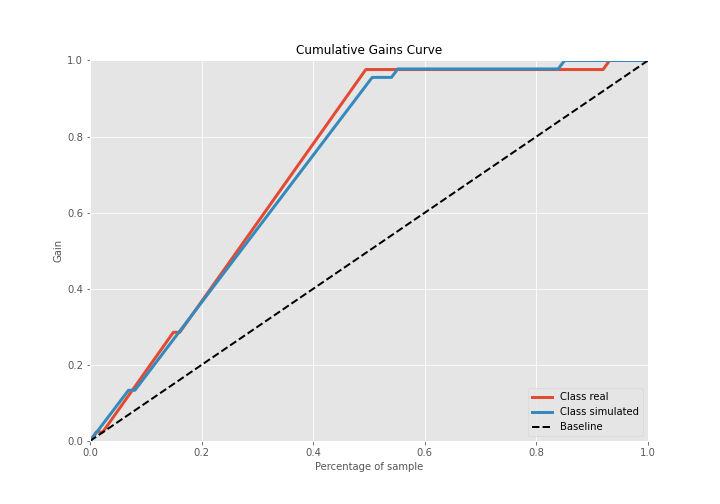 Cumulative Gains Curve
1.0
0.8
0.6
0.4
0.2
0.0
Gain
0.0 0.2 0.4 0.6 0.8 1.0
Percentage of sample
Class real
Class simulated
Baseline